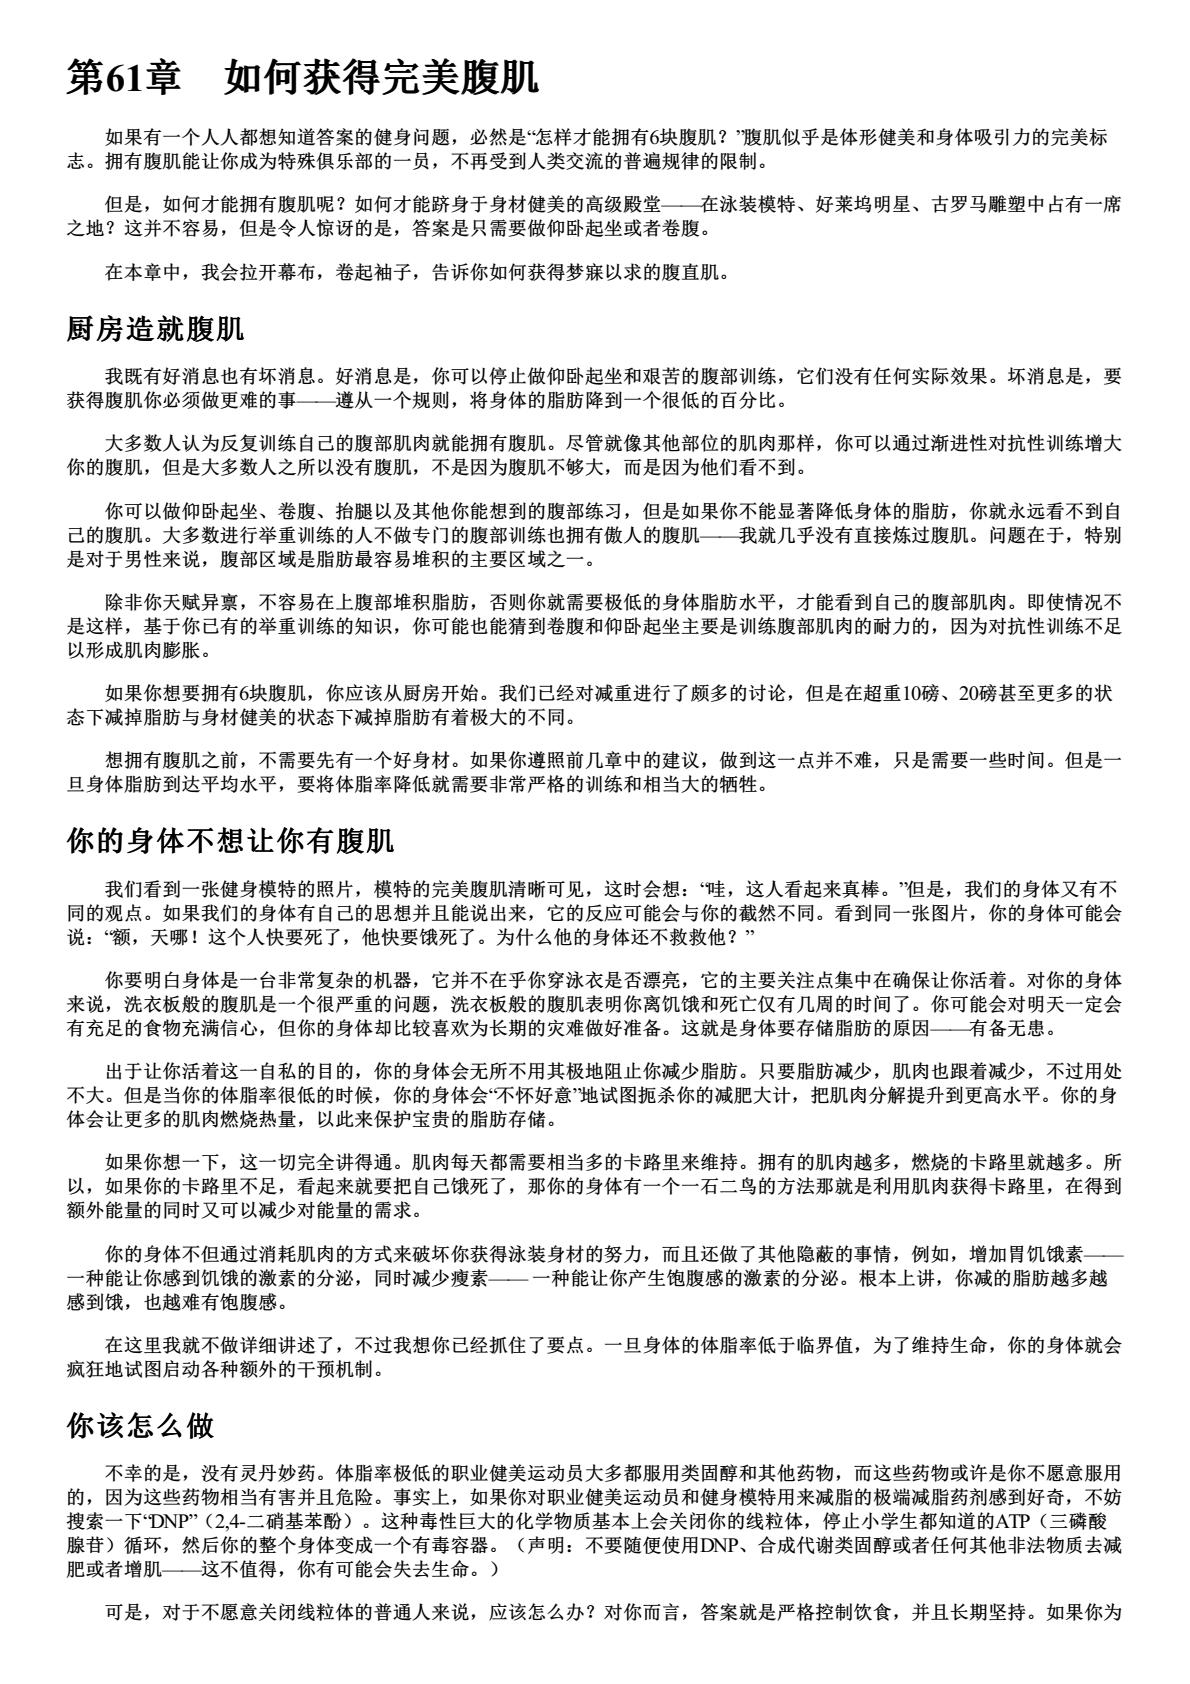 第61章　如何获得完美腹肌
如果有一个人人都想知道答案的健身问题，必然是“怎样才能拥有6块腹肌？”腹肌似乎是体形健美和身体吸引力的完美标
志。拥有腹肌能让你成为特殊俱乐部的一员，不再受到人类交流的普遍规律的限制。
但是，如何才能拥有腹肌呢？如何才能跻身于身材健美的高级殿堂——在泳装模特、好莱坞明星、古罗马雕塑中占有一席
之地？这并不容易，但是令人惊讶的是，答案是只需要做仰卧起坐或者卷腹。
在本章中，我会拉开幕布，卷起袖子，告诉你如何获得梦寐以求的腹直肌。
厨房造就腹肌
我既有好消息也有坏消息。好消息是，你可以停止做仰卧起坐和艰苦的腹部训练，它们没有任何实际效果。坏消息是，要
获得腹肌你必须做更难的事——遵从一个规则，将身体的脂肪降到一个很低的百分比。
大多数人认为反复训练自己的腹部肌肉就能拥有腹肌。尽管就像其他部位的肌肉那样，你可以通过渐进性对抗性训练增大
你的腹肌，但是大多数人之所以没有腹肌，不是因为腹肌不够大，而是因为他们看不到。
你可以做仰卧起坐、卷腹、抬腿以及其他你能想到的腹部练习，但是如果你不能显著降低身体的脂肪，你就永远看不到自
己的腹肌。大多数进行举重训练的人不做专门的腹部训练也拥有傲人的腹肌——我就几乎没有直接炼过腹肌。问题在于，特别
是对于男性来说，腹部区域是脂肪最容易堆积的主要区域之一。
除非你天赋异禀，不容易在上腹部堆积脂肪，否则你就需要极低的身体脂肪水平，才能看到自己的腹部肌肉。即使情况不
是这样，基于你已有的举重训练的知识，你可能也能猜到卷腹和仰卧起坐主要是训练腹部肌肉的耐力的，因为对抗性训练不足
以形成肌肉膨胀。
如果你想要拥有6块腹肌，你应该从厨房开始。我们已经对减重进行了颇多的讨论，但是在超重10磅、20磅甚至更多的状
态下减掉脂肪与身材健美的状态下减掉脂肪有着极大的不同。
想拥有腹肌之前，不需要先有一个好身材。如果你遵照前几章中的建议，做到这一点并不难，只是需要一些时间。但是一
旦身体脂肪到达平均水平，要将体脂率降低就需要非常严格的训练和相当大的牺牲。
你的身体不想让你有腹肌
我们看到一张健身模特的照片，模特的完美腹肌清晰可见，这时会想：“哇，这人看起来真棒。”但是，我们的身体又有不
同的观点。如果我们的身体有自己的思想并且能说出来，它的反应可能会与你的截然不同。看到同一张图片，你的身体可能会
说：“额，天哪！这个人快要死了，他快要饿死了。为什么他的身体还不救救他？”
你要明白身体是一台非常复杂的机器，它并不在乎你穿泳衣是否漂亮，它的主要关注点集中在确保让你活着。对你的身体
来说，洗衣板般的腹肌是一个很严重的问题，洗衣板般的腹肌表明你离饥饿和死亡仅有几周的时间了。你可能会对明天一定会
有充足的食物充满信心，但你的身体却比较喜欢为长期的灾难做好准备。这就是身体要存储脂肪的原因——有备无患。
出于让你活着这一自私的目的，你的身体会无所不用其极地阻止你减少脂肪。只要脂肪减少，肌肉也跟着减少，不过用处
不大。但是当你的体脂率很低的时候，你的身体会“不怀好意”地试图扼杀你的减肥大计，把肌肉分解提升到更高水平。你的身
体会让更多的肌肉燃烧热量，以此来保护宝贵的脂肪存储。
如果你想一下，这一切完全讲得通。肌肉每天都需要相当多的卡路里来维持。拥有的肌肉越多，燃烧的卡路里就越多。所
以，如果你的卡路里不足，看起来就要把自己饿死了，那你的身体有一个一石二鸟的方法那就是利用肌肉获得卡路里，在得到
额外能量的同时又可以减少对能量的需求。
你的身体不但通过消耗肌肉的方式来破坏你获得泳装身材的努力，而且还做了其他隐蔽的事情，例如，增加胃饥饿素——
一种能让你感到饥饿的激素的分泌，同时减少瘦素—— 一种能让你产生饱腹感的激素的分泌。根本上讲，你减的脂肪越多越
感到饿，也越难有饱腹感。
在这里我就不做详细讲述了，不过我想你已经抓住了要点。一旦身体的体脂率低于临界值，为了维持生命，你的身体就会
疯狂地试图启动各种额外的干预机制。
你该怎么做
不幸的是，没有灵丹妙药。体脂率极低的职业健美运动员大多都服用类固醇和其他药物，而这些药物或许是你不愿意服用
的，因为这些药物相当有害并且危险。事实上，如果你对职业健美运动员和健身模特用来减脂的极端减脂药剂感到好奇，不妨
搜索一下“DNP”（2,4-二硝基苯酚）。这种毒性巨大的化学物质基本上会关闭你的线粒体，停止小学生都知道的ATP（三磷酸
腺苷）循环，然后你的整个身体变成一个有毒容器。（声明：不要随便使用DNP、合成代谢类固醇或者任何其他非法物质去减
肥或者增肌——这不值得，你有可能会失去生命。）
可是，对于不愿意关闭线粒体的普通人来说，应该怎么办？对你而言，答案就是严格控制饮食，并且长期坚持。如果你为